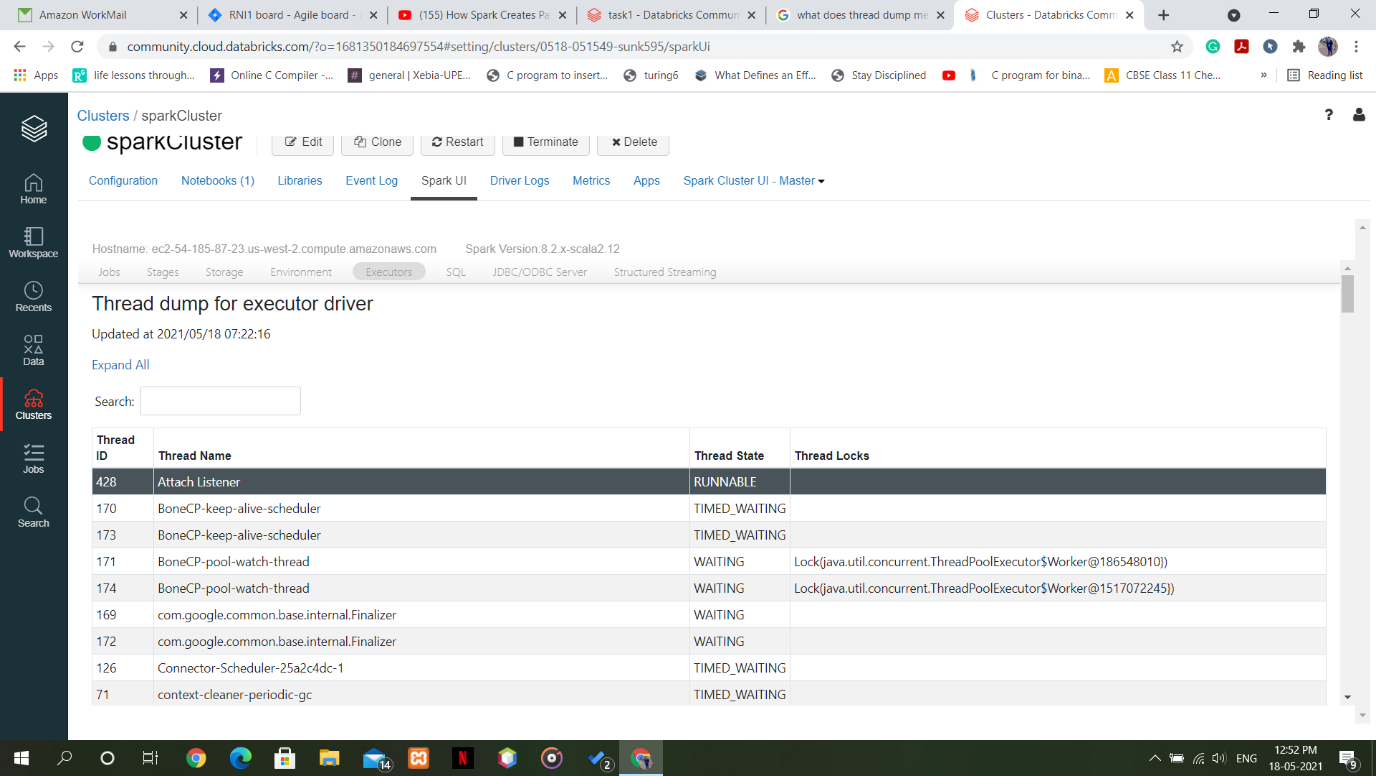 Amazon WorkMail
RNI1 board - Agile board -
(155) How Spark Creates Pa
task1 - Databricks Commun
what does thread dump me
Clusters - Databricks Comm
community.cloud.databricks.com/?o=1681350184697554#setting/clusters/0518-051549-sunk595/sparkUi
Apps
life lessons through...
Online C Compiler -...
general | Xebia-UPE...
C program to insert...
turing6
What Defines an Eff...
Stay Disciplined
C program for bina...
CBSE Class 11 Che...
»
Reading list
Clusters / sparkCluster
?
sparkCluster
Edit
Clone
Restart
Terminate
Delete
Configuration
Notebooks (1)
Libraries
Event Log
Spark UI
Driver Logs
Metrics
Apps
Spark Cluster UI - Master
Home
Workspace
Recents
Data
Clusters
Jobs
Search
Hostname: ec2-54-185-87-23.us-west-2.compute.amazonaws.com
Spark Version:8.2.x-scala2.12
Jobs
Stages
Storage
Environment
Executors
SQL
JDBC/ODBC Server
Structured Streaming
Thread dump for executor driver
Updated at 2021/05/18 07:22:16
Expand All
Search:
Thread ID Thread Name Thread State Thread Locks
428 Attach Listener RUNNABLE
170 BoneCP-keep-alive-scheduler TIMED_WAITING
173 BoneCP-keep-alive-scheduler TIMED_WAITING
171 BoneCP-pool-watch-thread WAITING Lock(java.util.concurrent.ThreadPoolExecutor$Worker@186548010})
174 BoneCP-pool-watch-thread WAITING Lock(java.util.concurrent.ThreadPoolExecutor$Worker@1517072245})
169 com.google.common.base.internal.Finalizer WAITING
172 com.google.common.base.internal.Finalizer WAITING
126 Connector-Scheduler-25a2c4dc-1 TIMED_WAITING
71 context-cleaner-periodic-gc TIMED_WAITING
14
2
ENG
12:52 PM
18-05-2021
9